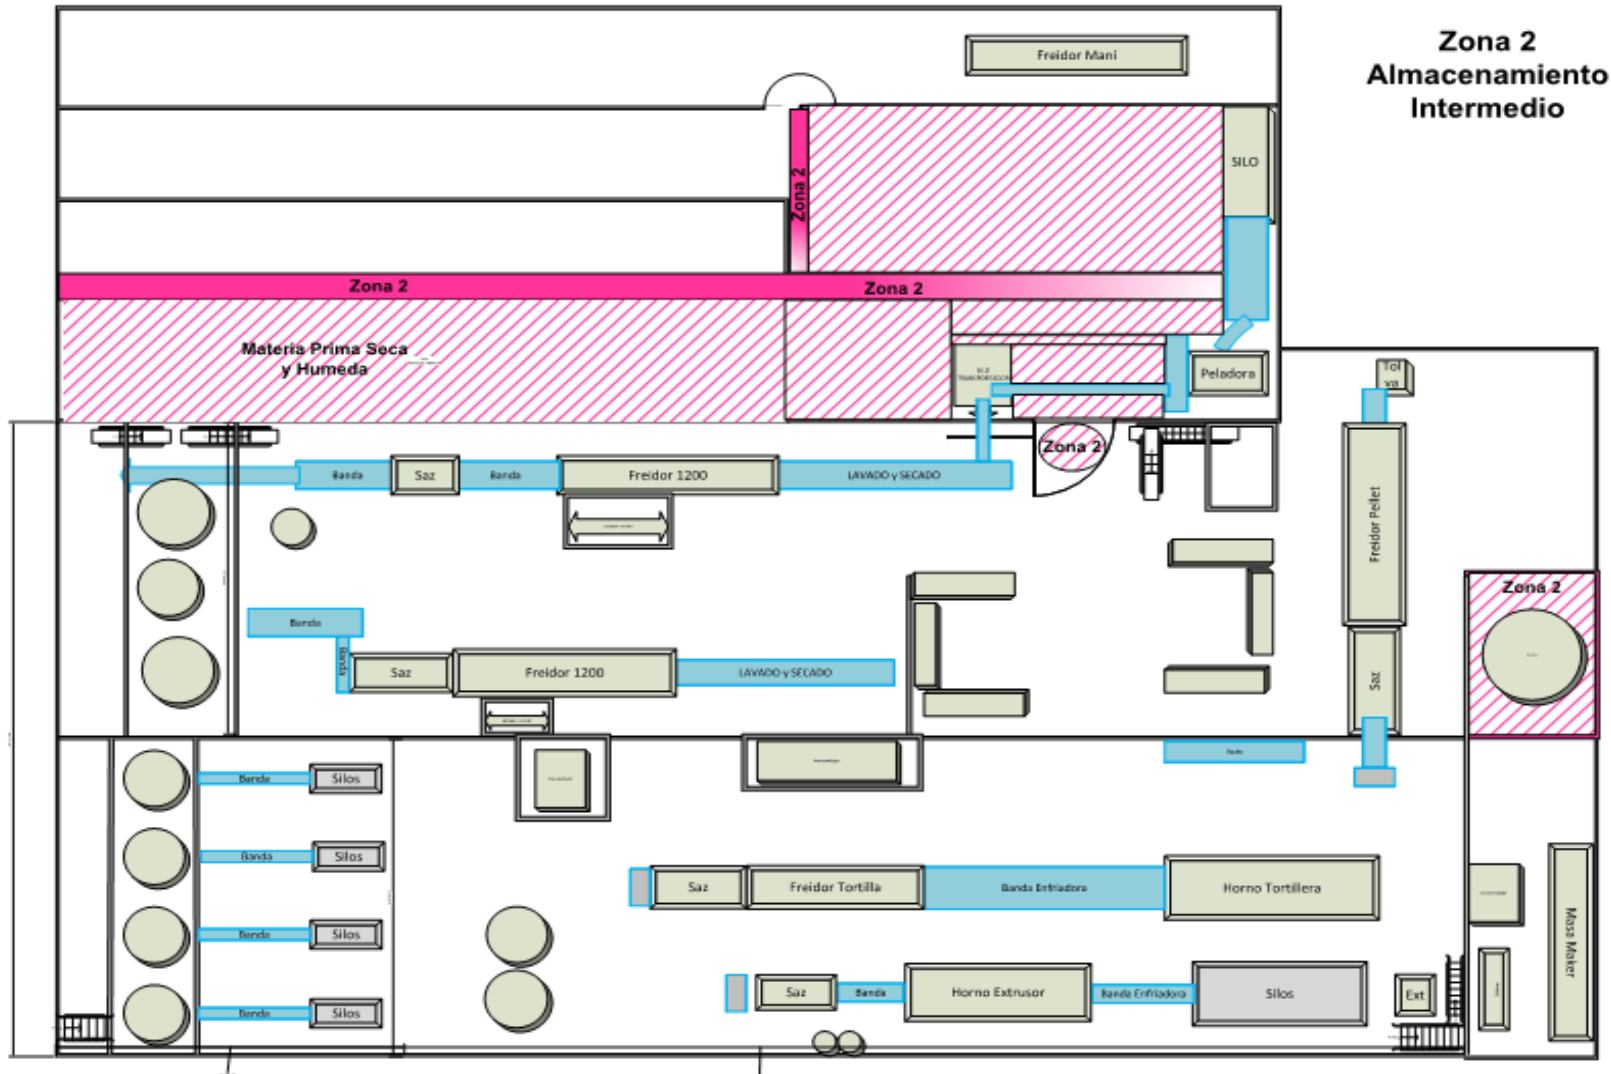 Zona 2
Almacenamiento
Intermedio
Freidor Mani
SILO
Zona 2
Zona 2
Zona 2
Materia Prima Seca
y Humeda
Peladora
Tol
va
Zona 2
Banda
Saz
Banda
Freidor 1200
LAVADO y SECADO
Freidor Pellet
Zona 2
Banda
Banda
Saz
Freidor 1200
LAVADO y SECADO
Saz
Banda
Silos
Banda
Silos
Saz
Freidor Tortilla
Banda Enfriadora
Horno Tortillera
Masa Maker
Banda
Silos
Banda
Silos
Saz
Banda
Horno Extrusor
Banda Enfriadora
Silos
Ext